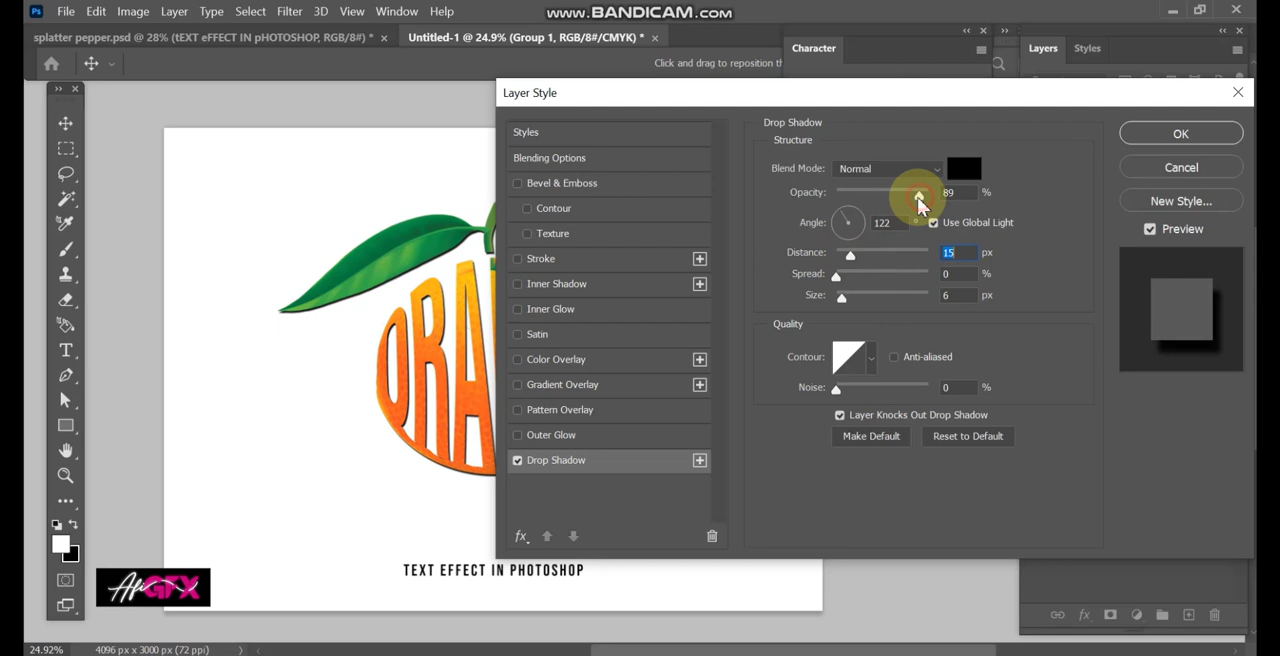 Ps File Edit Image Layer Type Select Filter 3D View Window Help
www.BANDICAM.com
splatter pepper.psd @ 28% (tEXT eFFECT IN pHOTOSHOP, RGB/8#) * ×
Untitled-1 @ 24.9% (Group 1, RGB/8#/CMYK) * ×
Click and drag to reposition th
Character
Layers Styles
Layer Style
Styles
Blending Options
Bevel & Emboss
Contour
Texture
Stroke
Inner Shadow
Inner Glow
Satin
Color Overlay
Gradient Overlay
Pattern Overlay
Outer Glow
Drop Shadow
fx
Drop Shadow
Structure
Blend Mode: Normal
Opacity: 89 %
Angle: 122 ° Use Global Light
Distance: 15 px
Spread: 0 %
Size: 6 px
Quality
Contour: Anti-aliased
Noise: 0 %
Layer Knocks Out Drop Shadow
Make Default Reset to Default
OK
Cancel
New Style...
Preview
ORA
TEXT EFFECT IN PHOTOSHOP
Afi GFX
fx
24.92% 4096 px x 3000 px (72 ppi)